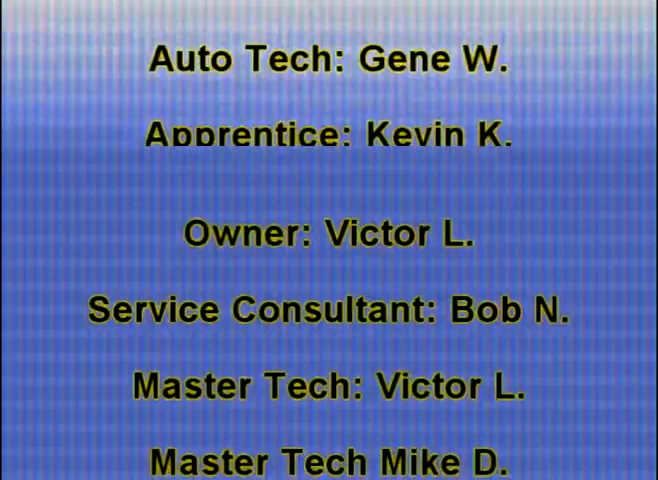 Auto Tech: Gene W.
Apprentice: Kevin K.
Owner: Victor L.
Service Consultant: Bob N.
Master Tech: Victor L.
Master Tech Mike D.